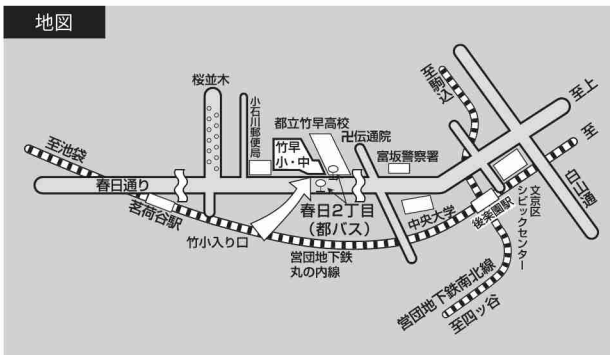 地図
桜並木
小石川郵便局
都立竹早高校
竹早
小・中
卍伝通院
富坂警察署
至駒込
至上
至
至池袋
春日通り
茗荷谷駅
竹小入り口
春日2丁目
(都バス)
営団地下鉄
丸の内線
中央大学
後楽園駅
文京区
シビックセンター
白山通
営団地下鉄南北線
至四ッ谷